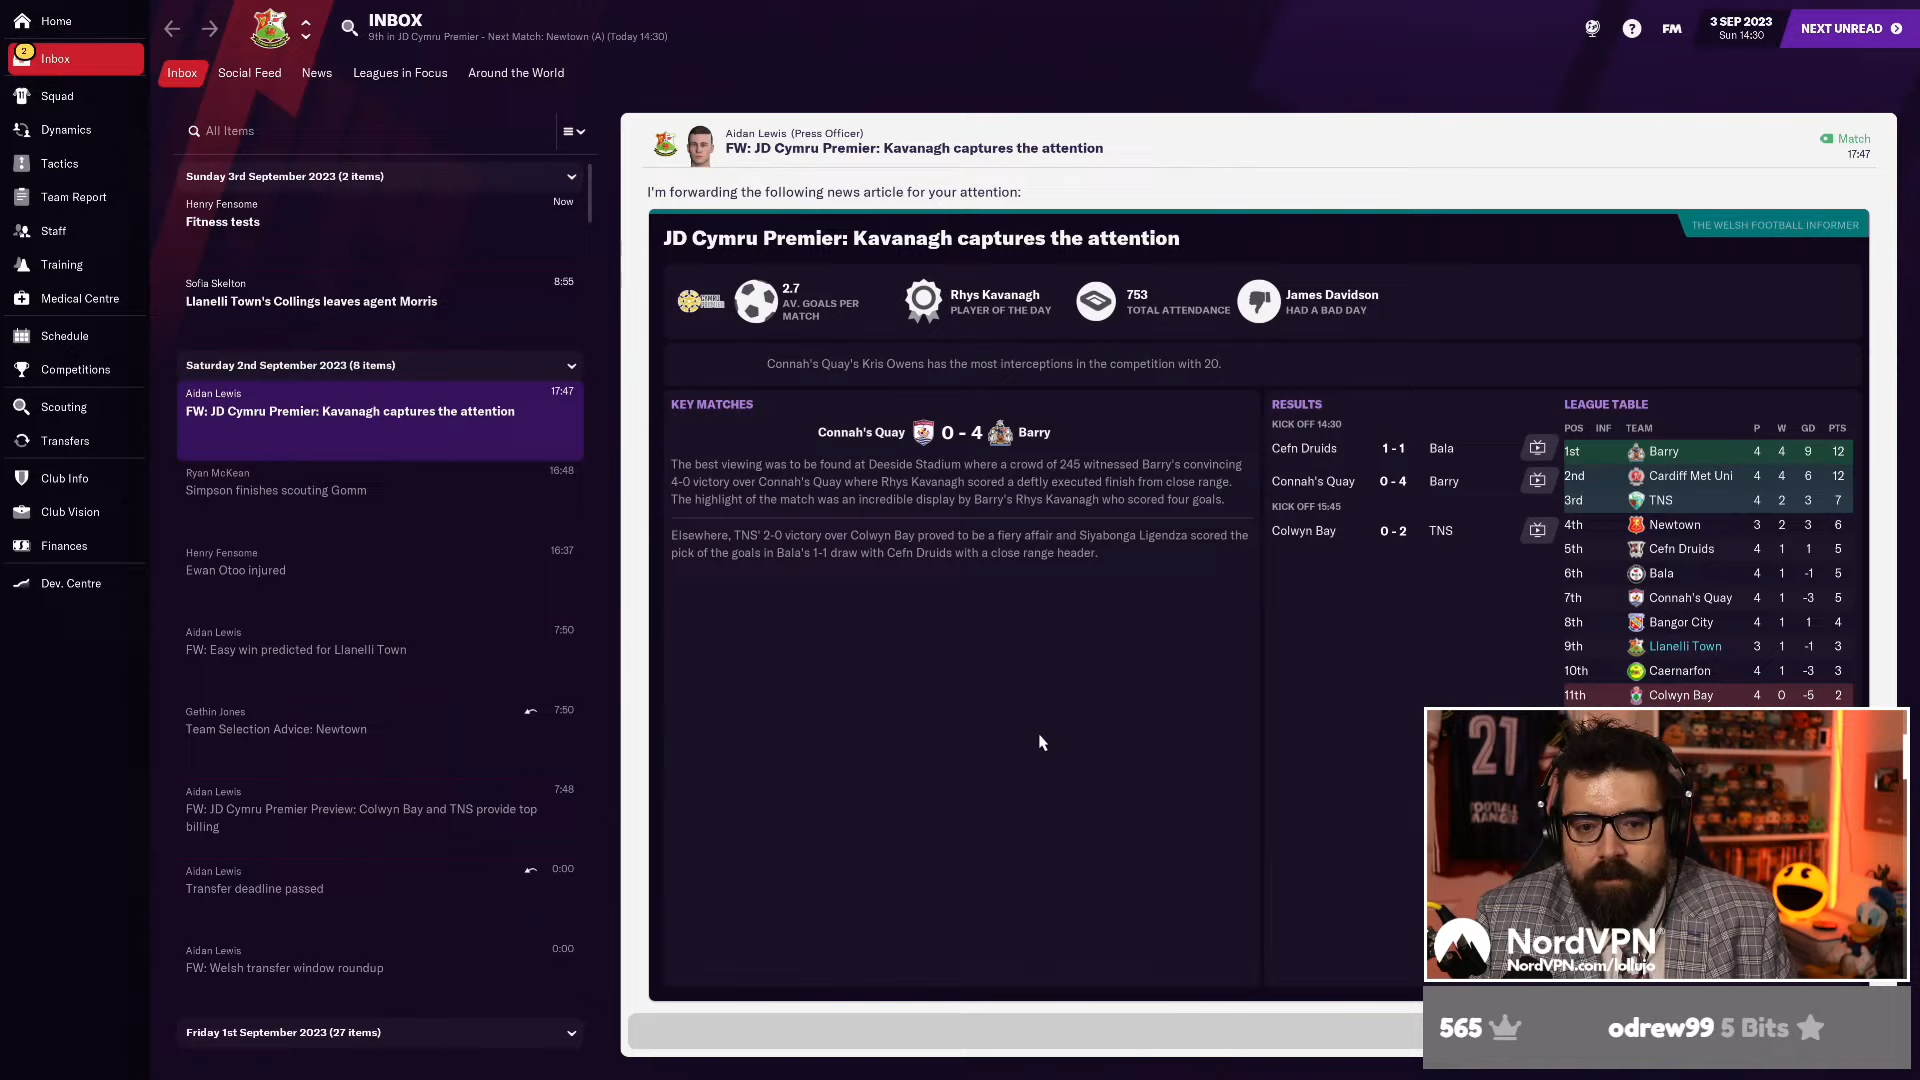 Home
2
Inbox
Squad
Dynamics
Tactics
Team Report
Staff
Training
Medical Centre
Schedule
Competitions
Scouting
Transfers
Club Info
Club Vision
Finances
Dev. Centre
INBOX
9th in JD Cymru Premier - Next Match: Newtown (A) (Today 14:30)
FM
3 SEP 2023
Sun 14:30
NEXT UNREAD
Inbox Social Feed News Leagues in Focus Around the World
All Items
Sunday 3rd September 2023 (2 items)
Henry Fensome Now
Fitness tests
Sofia Skelton 8:55
Llanelli Town's Collings leaves agent Morris
Saturday 2nd September 2023 (8 items)
Aidan Lewis 17:47
FW: JD Cymru Premier: Kavanagh captures the attention
Ryan McKean 16:48
Simpson finishes scouting Gomm
Henry Fensome 16:37
Ewan Otoo injured
Aidan Lewis 7:50
FW: Easy win predicted for Llanelli Town
Gethin Jones 7:50
Team Selection Advice: Newtown
Aidan Lewis 7:48
FW: JD Cymru Premier Preview: Colwyn Bay and TNS provide top
billing
Aidan Lewis 0:00
Transfer deadline passed
Aidan Lewis 0:00
FW: Welsh transfer window roundup
Friday 1st September 2023 (27 items)
Aidan Lewis (Press Officer)
FW: JD Cymru Premier: Kavanagh captures the attention
Match
17:47
I'm forwarding the following news article for your attention:
THE WELSH FOOTBALL INFORMER
JD Cymru Premier: Kavanagh captures the attention
2.7
AV. GOALS PER
MATCH
Rhys Kavanagh
PLAYER OF THE DAY
753
TOTAL ATTENDANCE
James Davidson
HAD A BAD DAY
Connah's Quay's Kris Owens has the most interceptions in the competition with 20.
KEY MATCHES
Connah's Quay 0 - 4 Barry
The best viewing was to be found at Deeside Stadium where a crowd of 245 witnessed Barry's convincing
4-0 victory over Connah's Quay where Rhys Kavanagh scored a deftly executed finish from close range.
The highlight of the match was an incredible display by Barry's Rhys Kavanagh who scored four goals.
Elsewhere, TNS' 2-0 victory over Colwyn Bay proved to be a fiery affair and Siyabonga Ligendza scored the
pick of the goals in Bala's 1-1 draw with Cefn Druids with a close range header.
RESULTS
KICK OFF 14:30
Cefn Druids 1 - 1 Bala
Connah's Quay 0 - 4 Barry
KICK OFF 15:45
Colwyn Bay 0 - 2 TNS
LEAGUE TABLE
POS INF TEAM P W GD PTS
1st Barry 4 4 9 12
2nd Cardiff Met Uni 4 4 6 12
3rd TNS 4 2 3 7
4th Newtown 3 2 3 6
5th Cefn Druids 4 1 1 5
6th Bala 4 1 -1 5
7th Connah's Quay 4 1 -3 5
8th Bangor City 4 1 1 4
9th Llanelli Town 3 1 -1 3
10th Caernarfon 4 1 -3 3
11th Colwyn Bay 4 0 -5 2
21
NordVPN
NordVPN.com/lollujo
565
odrew99 5 Bits